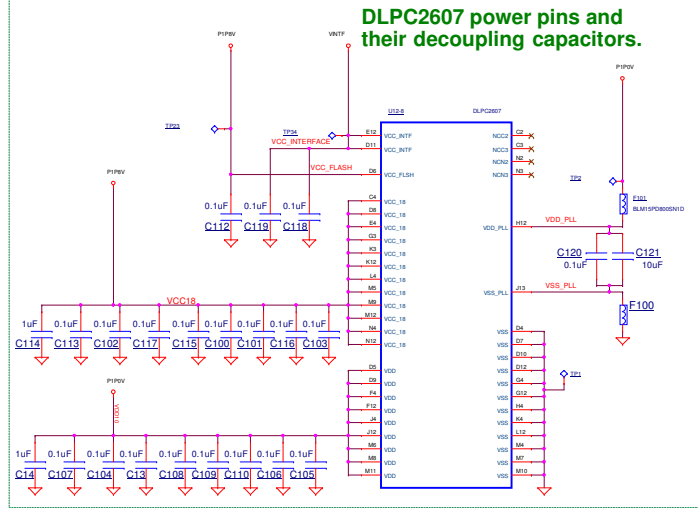 DLPC2607 power pins and
their decoupling capacitors.
P1P8V
VINTF
P1P0V
U12-8
DLPC2607
TP23
TP34
VCC_INTERFACE
VCC_FLASH
E12 VCC_INTF
D11 VCC_INTF
D6 VCC_FLSH
C4 VCC_18
D8 VCC_18
E4 VCC_18
G3 VCC_18
K3 VCC_18
K12 VCC_18
L4 VCC_18
M5 VCC_18
M9 VCC_18
M12 VCC_18
N4 VCC_18
N12 VCC_18
D5 VDD
D9 VDD
F4 VDD
F12 VDD
J4 VDD
J12 VDD
M6 VDD
M8 VDD
M11 VDD
NCC2 C2
NCC3 C3
NCN2 N2
NCN3 N3
VDD_PLL H12
VSS_PLL J13
VSS D4
VSS D7
VSS D10
VSS D12
VSS G4
VSS G12
VSS H4
VSS K4
VSS L12
VSS M4
VSS M7
VSS M10
TP2
F101
BLM15PD800SN1D
VDD_PLL
C120
0.1uF
C121
10uF
VSS_PLL
F100
TP1
0.1uF 0.1uF 0.1uF
C112 C119 C118
P1P8V
VCC18
1uF 0.1uF 0.1uF 0.1uF 0.1uF 0.1uF 0.1uF 0.1uF 0.1uF
C114 C113 C102 C117 C115 C100 C101 C116 C103
P1P0V
VDD10
1uF 0.1uF 0.1uF 0.1uF 0.1uF 0.1uF 0.1uF 0.1uF
C14 C107 C104 C13 C108 C109 C110 C106 C105